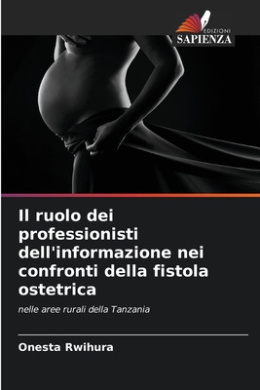 EDIZIONI
SAPIENZA
Il ruolo dei
professionisti
dell'informazione nei
confronti della fistola
ostetrica
nelle aree rurali della Tanzania
Onesta Rwihura